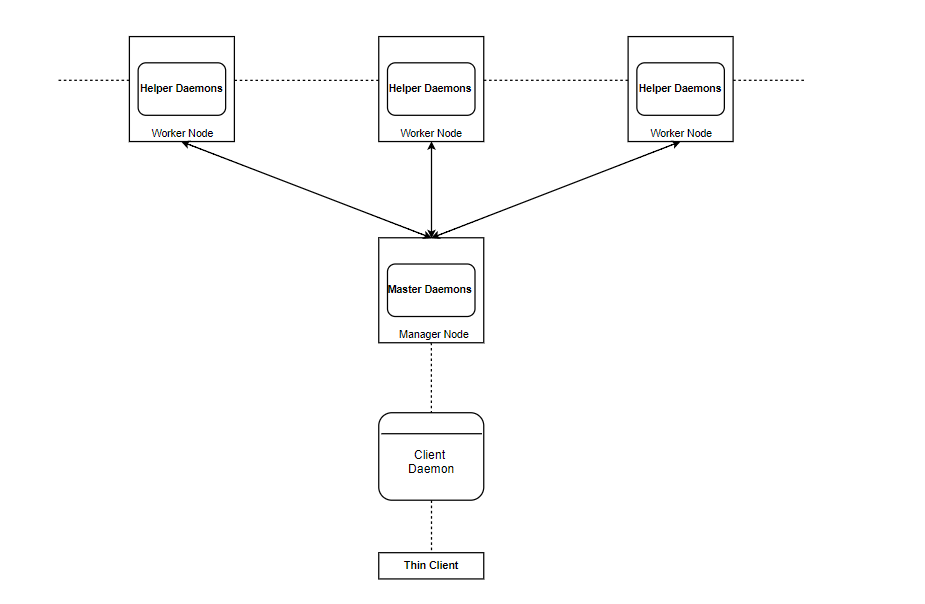 Helper Daemons
Helper Daemons
Helper Daemons
Worker Node
Worker Node
Worker Node
Master Daemons
Manager Node
Client
Daemon
Thin Client